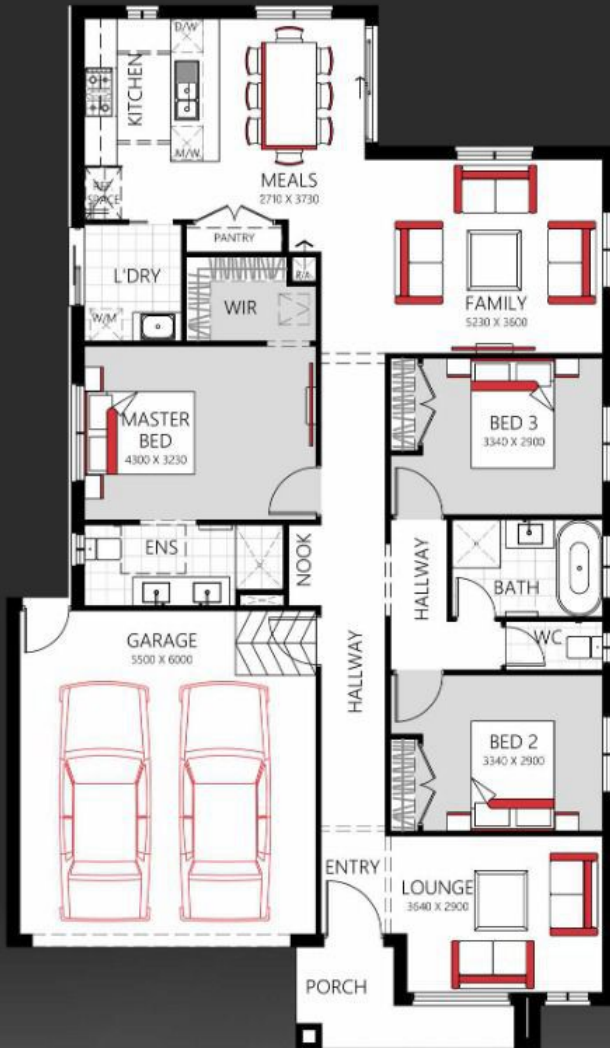 D/W
KITCHEN
M/W
MEALS
2710 X 3730
REF
SPACE
PANTRY
L'DRY
WIR
R/A
FAMILY
5230 X 3600
W/M
MASTER
BED
4300 X 3230
BED 3
3340 X 2900
ENS
NOOK
HALLWAY
BATH
GARAGE
5500 X 6000
WC
HALLWAY
BED 2
3340 X 2900
ENTRY
LOUNGE
3640 X 2900
PORCH